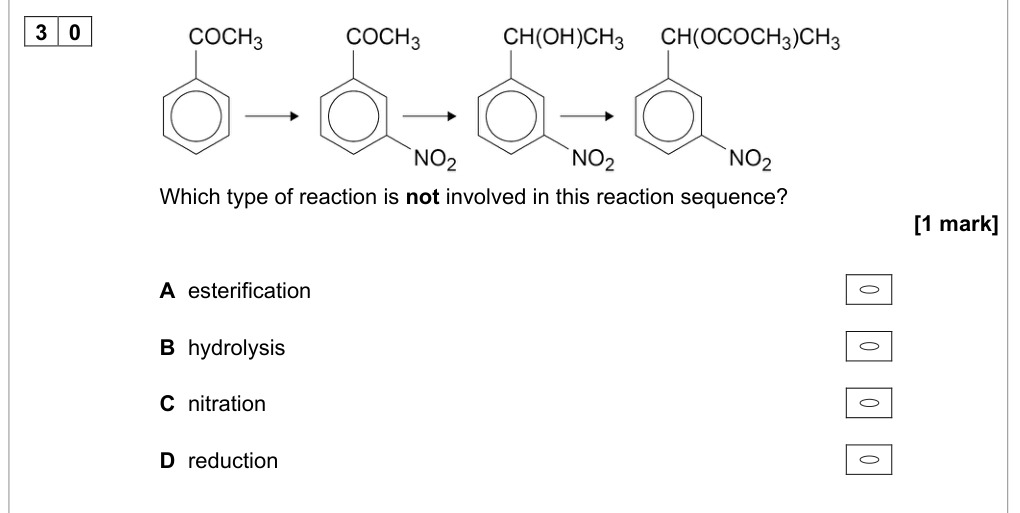 3 0
COCH₃ COCH₃ CH(OH)CH₃ CH(OCOCH₃)CH₃
NO₂ NO₂ NO₂
Which type of reaction is not involved in this reaction sequence?
[1 mark]
A esterification
B hydrolysis
C nitration
D reduction